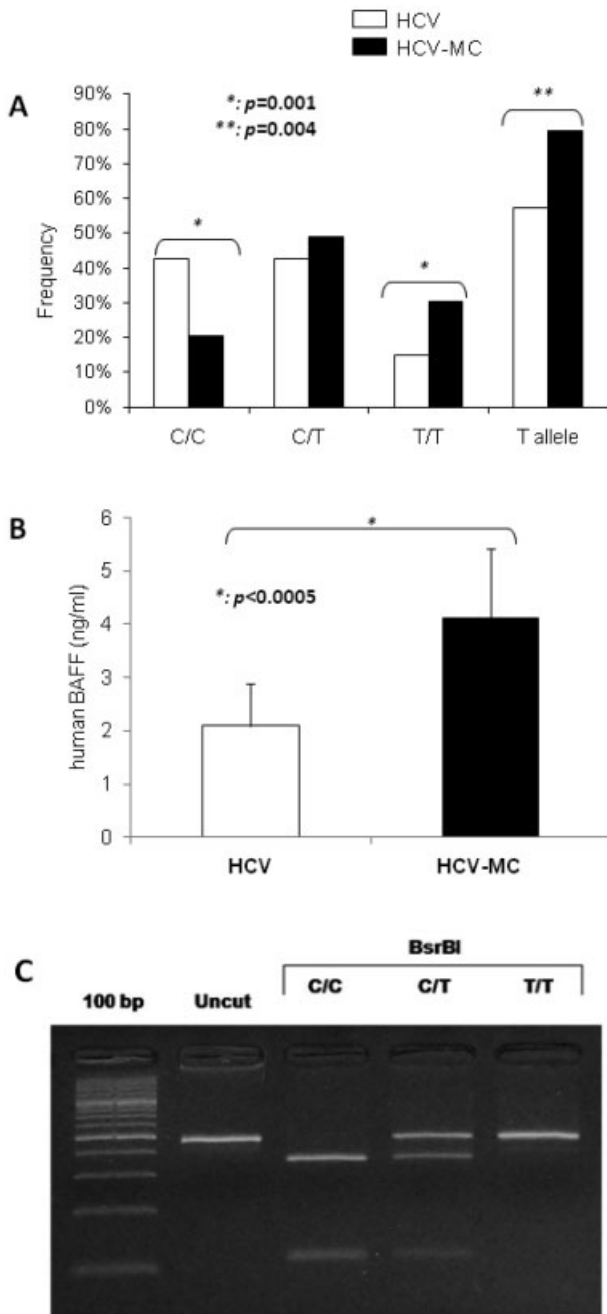 HCV
HCV-MC
A
*: p=0.001
**: p=0.004
90%
80%
70%
60%
50%
40%
30%
20%
10%
0%
Frequency
*
*
**
C/C
C/T
T/T
T allele
B
6
5
4
3
2
1
0
human BAFF (ng/ml)
*
*: p<0.0005
HCV
HCV-MC
C
BsrBI
100 bp
Uncut
C/C
C/T
T/T